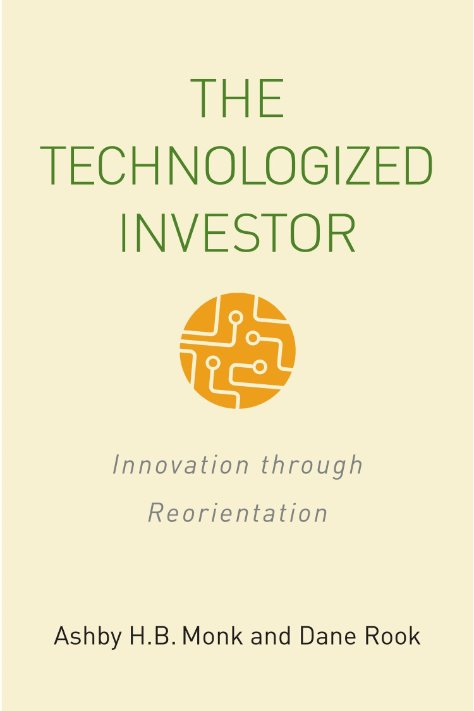 THE
TECHNOLOGIZED
INVESTOR
Innovation through
Reorientation
Ashby H.B. Monk and Dane Rook